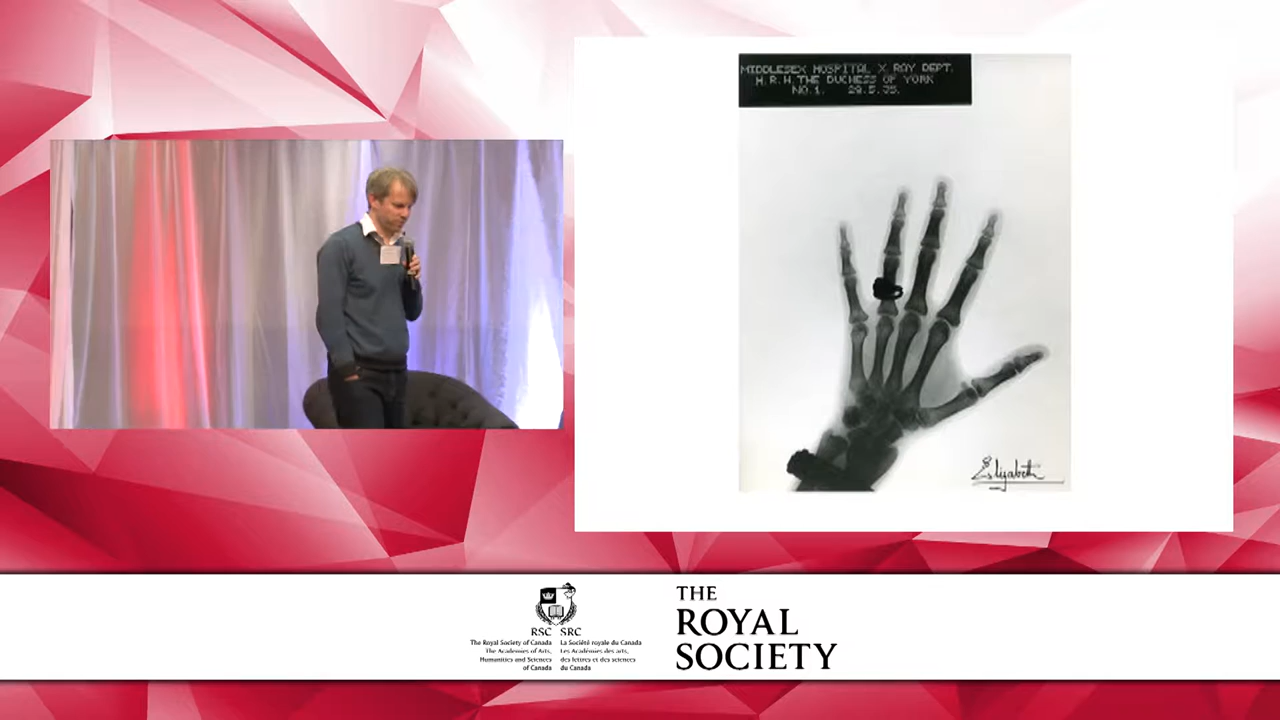 MIDDLESEX HOSPITAL X RAY DEPT.
H.R.H. THE DUCHESS OF YORK
NO.1. 29.5.35.
Elizabeth
RSC SRC
The Royal Society of Canada
The Academies of Arts,
Humanities and Sciences
of Canada
La Société royale du Canada
Les Académies des arts,
des lettres et des sciences
du Canada
THE
ROYAL
SOCIETY